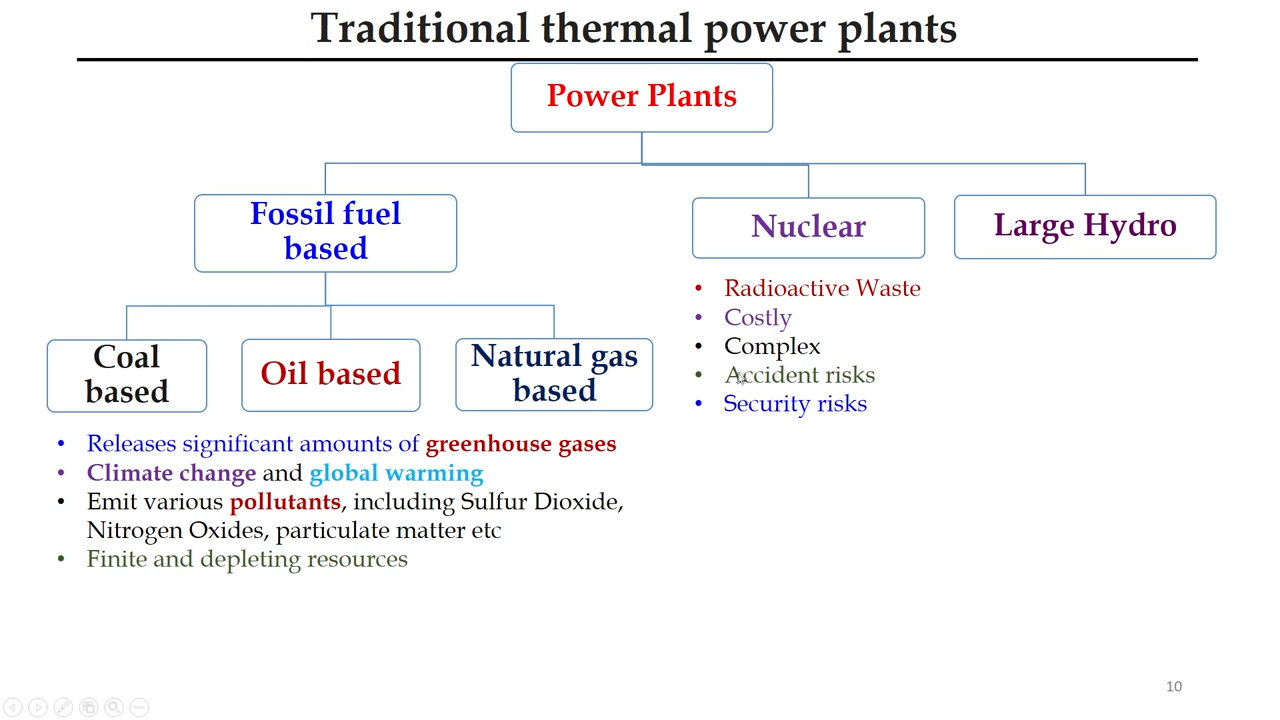 Traditional thermal power plants
Power Plants
Fossil fuel
based
Nuclear
Large Hydro
Coal
based
Oil based
Natural gas
based
• Radioactive Waste
• Costly
• Complex
• Accident risks
• Security risks
• Releases significant amounts of greenhouse gases
• Climate change and global warming
• Emit various pollutants, including Sulfur Dioxide,
Nitrogen Oxides, particulate matter etc
• Finite and depleting resources
10